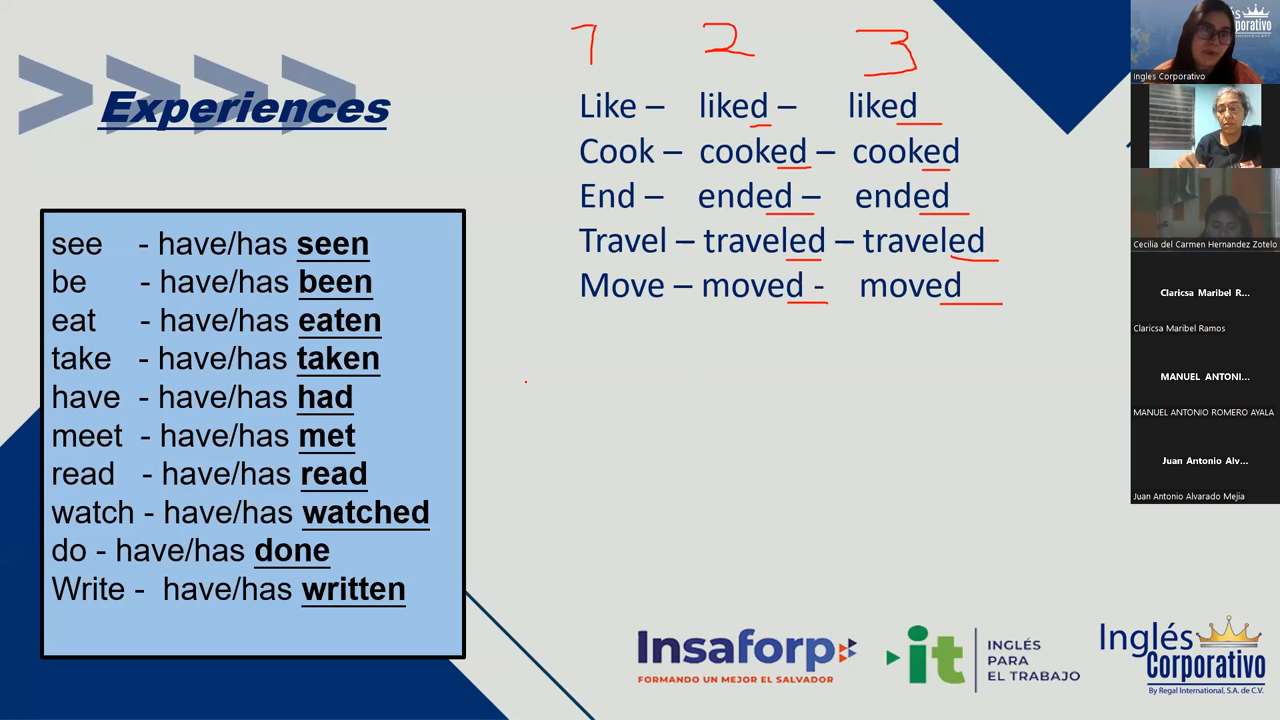 Experiences
see - have/has seen
be - have/has been
eat - have/has eaten
take - have/has taken
have - have/has had
meet - have/has met
read - have/has read
watch - have/has watched
do - have/has done
Write - have/has written
1 2 3
Like – liked – liked
Cook – cooked – cooked
End – ended – ended
Travel – traveled – traveled
Move – moved - moved
Insaforp
FORMANDO UN MEJOR EL SALVADOR
it
INGLÉS
PARA
EL TRABAJO
Inglés
Corporativo
By Regal International, S.A. de C.V.
Ingles Corporativo
Cecilia del Carmen Hernandez Zotelo
Claricsa Maribel R...
Claricsa Maribel Ramos
MANUEL ANTONI...
MANUEL ANTONIO ROMERO AYALA
Juan Antonio Alv...
Juan Antonio Alvarado Mejia